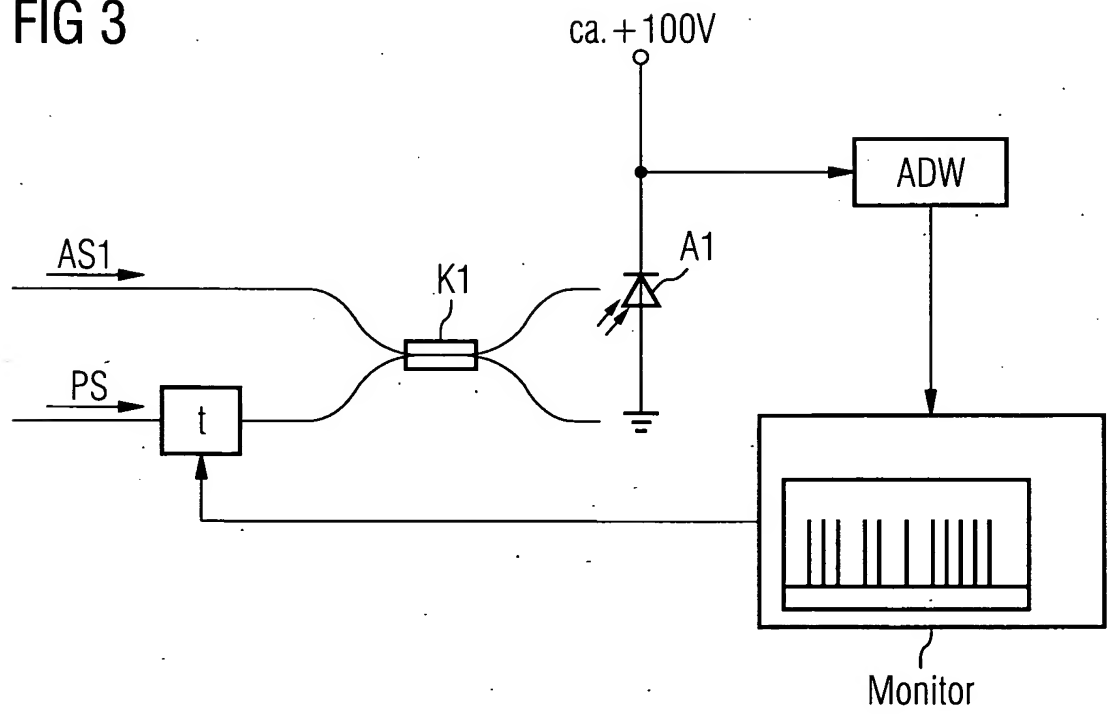 FIG 3
ca. +100V
ADW
AS1
A1
K1
PS
t
Monitor